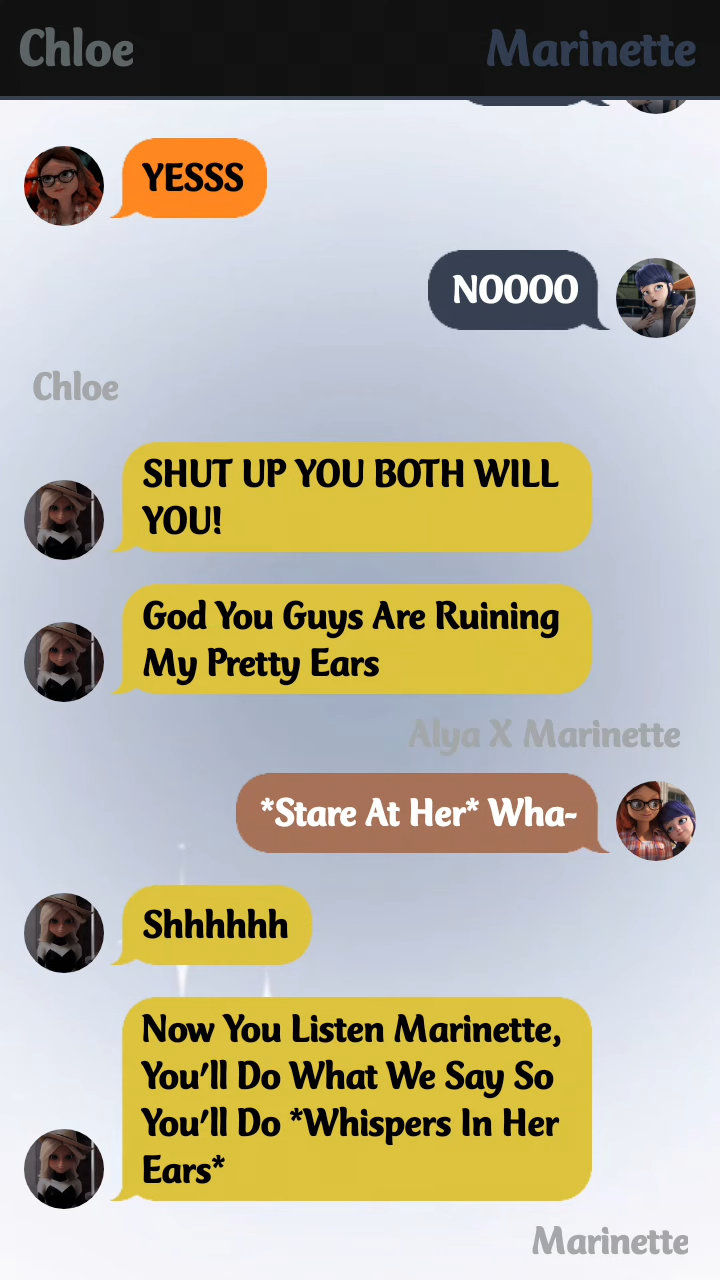 Chloe
Marinette
YESSS
NOOOO
Chloe
SHUT UP YOU BOTH WILL
YOU!
God You Guys Are Ruining
My Pretty Ears
Alya X Marinette
*Stare At Her* Wha-
Shhhhhh
Now You Listen Marinette,
You'll Do What We Say So
You'll Do *Whispers In Her
Ears*
Marinette